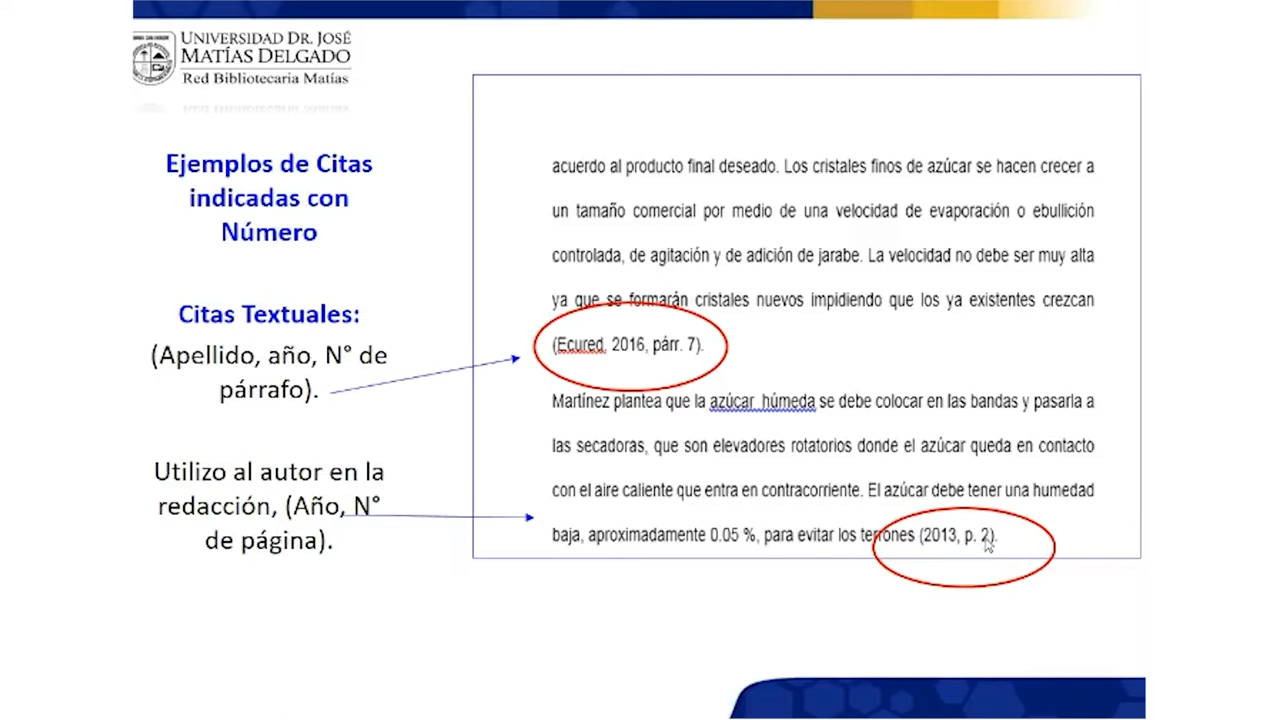 UNIVERSIDAD DR. JOSÉ
MATÍAS DELGADO
Red Bibliotecaria Matías
Ejemplos de Citas
indicadas con
Número
Citas Textuales:
(Apellido, año, N° de
párrafo).
Utilizo al autor en la
redacción, (Año, N°
de página).
acuerdo al producto final deseado. Los cristales finos de azúcar se hacen crecer a
un tamaño comercial por medio de una velocidad de evaporación o ebullición
controlada, de agitación y de adición de jarabe. La velocidad no debe ser muy alta
ya que se formarán cristales nuevos impidiendo que los ya existentes crezcan
(Ecured, 2016, párr. 7).
Martínez plantea que la azúcar húmeda se debe colocar en las bandas y pasarla a
las secadoras, que son elevadores rotatorios donde el azúcar queda en contacto
con el aire caliente que entra en contracorriente. El azúcar debe tener una humedad
baja, aproximadamente 0.05 %, para evitar los terrones (2013, p. 2).